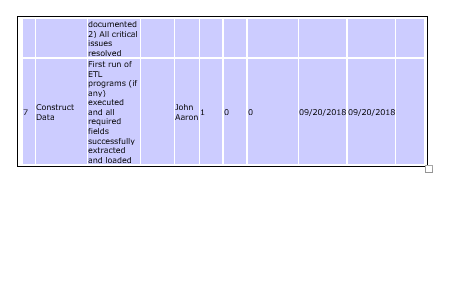 documented
2) All critical
issues
resolved
7 Construct Data First run of ETL programs (if any) executed and all required fields successfully extracted and loaded John Aaron 1 0 0 09/20/2018 09/20/2018